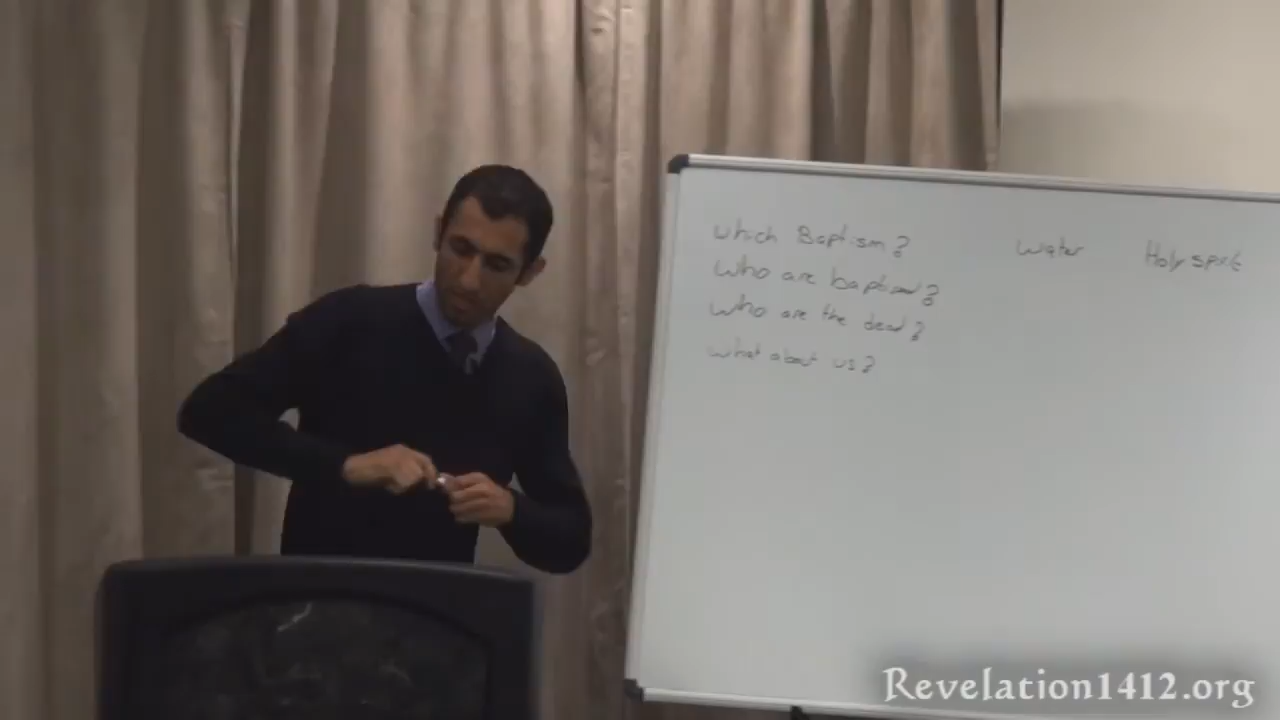 which Baptism? Water Holy spirit
Who are baptised?
Who are the dead?
what about us?
Revelation1412.org